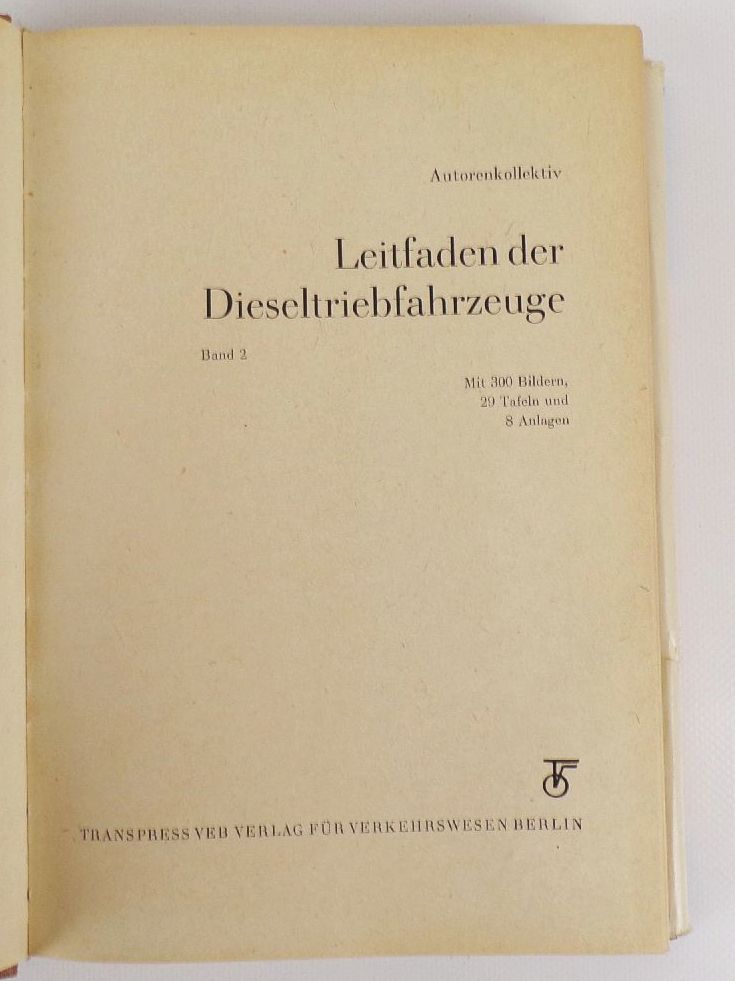 Autorenkollektiv
Leitfaden der
Dieseltriebfahrzeuge
Band 2
Mit 300 Bildern,
29 Tafeln und
8 Anlagen
TRANSPRESS VEB VERLAG FÜR VERKEHRSWESEN BERLIN